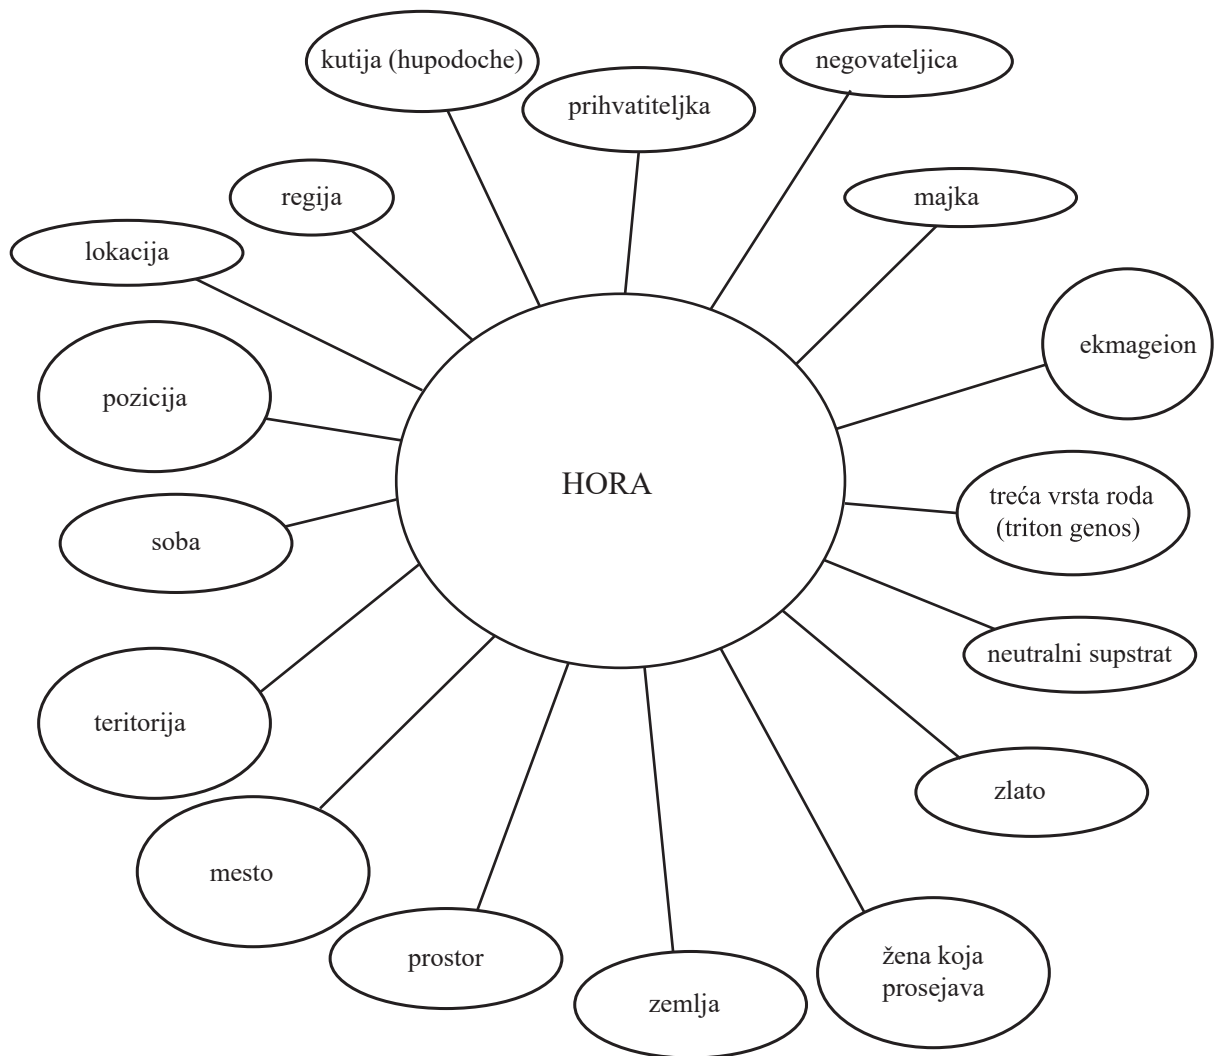 kutija (hupodoche)
negovateljica
prihvatiteljka
regija
majka
lokacija
ekmageion
pozicija
HORA
treća vrsta roda
(triton genos)
soba
neutralni supstrat
teritorija
zlato
mesto
prostor
žena koja
prosejava
zemlja